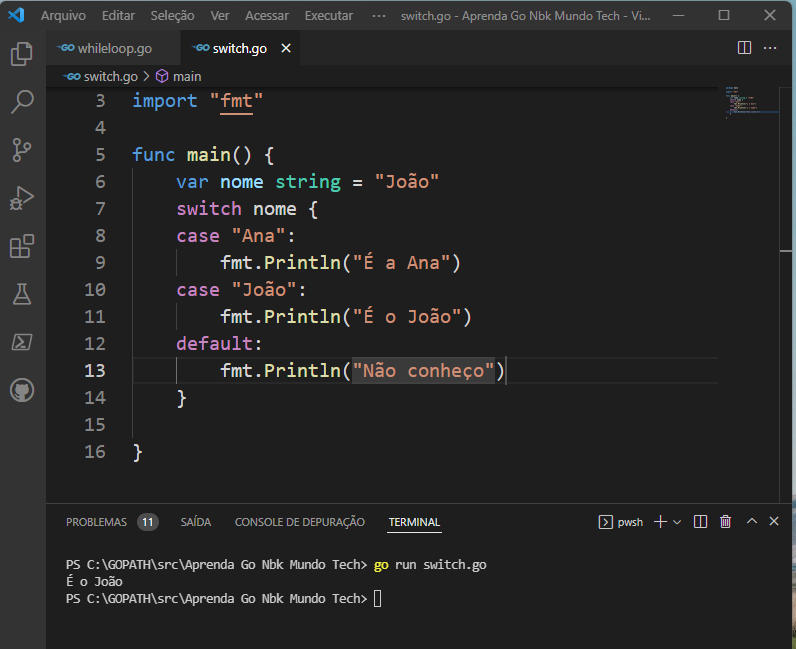 Arquivo Editar Seleção Ver Acessar Executar ··· switch.go - Aprenda Go Nbk Mundo Tech - Vi...
GO whileloop.go GO switch.go
GO switch.go > main
3 import "fmt"
4
5 func main() {
6 var nome string = "João"
7 switch nome {
8 case "Ana":
9 fmt.Println("É a Ana")
10 case "João":
11 fmt.Println("É o João")
12 default:
13 fmt.Println("Não conheço")
14 }
15
16 }
PROBLEMAS 11 SAÍDA CONSOLE DE DEPURAÇÃO TERMINAL pwsh
PS C:\GOPATH\src\Aprenda Go Nbk Mundo Tech> go run switch.go
É o João
PS C:\GOPATH\src\Aprenda Go Nbk Mundo Tech>